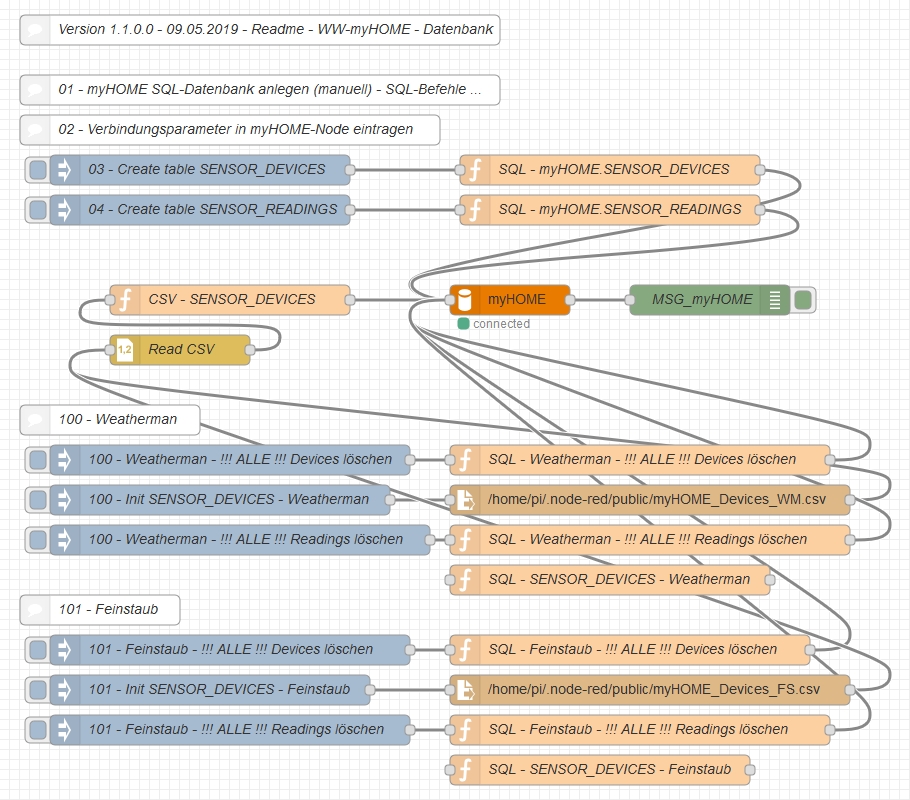 Version 1.1.0.0 - 09.05.2019 - Readme - WW-myHOME - Datenbank
01 - myHOME SQL-Datenbank anlegen (manuell) - SQL-Befehle ...
02 - Verbindungsparameter in myHOME-Node eintragen
03 - Create table SENSOR_DEVICES
SQL - myHOME.SENSOR_DEVICES
04 - Create table SENSOR_READINGS
SQL - myHOME.SENSOR_READINGS
CSV - SENSOR_DEVICES
myHOME
MSG_myHOME
connected
1,2
Read CSV
100 - Weatherman
100 - Weatherman - !!! ALLE !!! Devices löschen
SQL - Weatherman - !!! ALLE !!! Devices löschen
100 - Init SENSOR_DEVICES - Weatherman
/home/pi/.node-red/public/myHOME_Devices_WM.csv
100 - Weatherman - !!! ALLE !!! Readings löschen
SQL - Weatherman - !!! ALLE !!! Readings löschen
SQL - SENSOR_DEVICES - Weatherman
101 - Feinstaub
101 - Feinstaub - !!! ALLE !!! Devices löschen
SQL - Feinstaub - !!! ALLE !!! Devices löschen
101 - Init SENSOR_DEVICES - Feinstaub
/home/pi/.node-red/public/myHOME_Devices_FS.csv
101 - Feinstaub - !!! ALLE !!! Readings löschen
SQL - Feinstaub - !!! ALLE !!! Readings löschen
SQL - SENSOR_DEVICES - Feinstaub